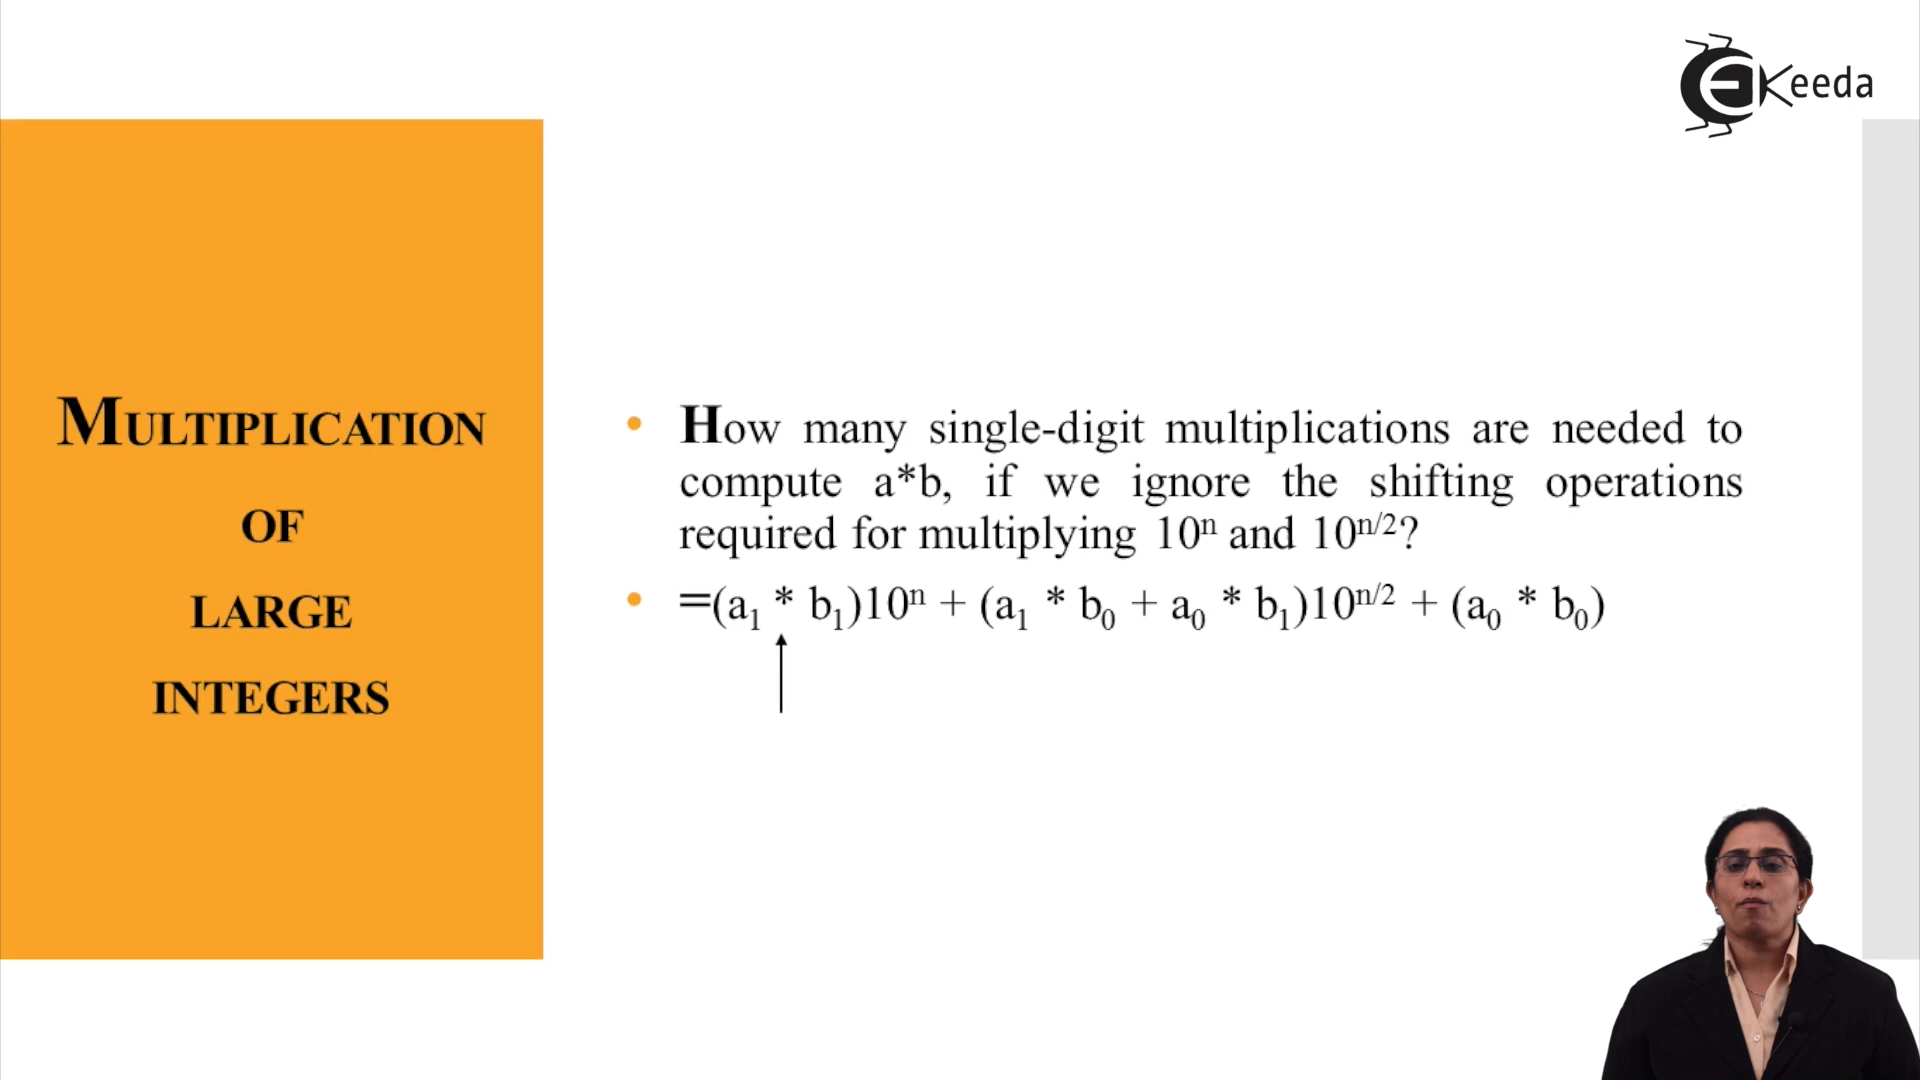 Keeda
MULTIPLICATION
OF
LARGE
INTEGERS
• How many single-digit multiplications are needed to
compute a*b, if we ignore the shifting operations
required for multiplying 10ⁿ and 10ⁿ/²?
• =(a₁ * b₁)10ⁿ + (a₁ * b₀ + a₀ * b₁)10ⁿ/² + (a₀ * b₀)